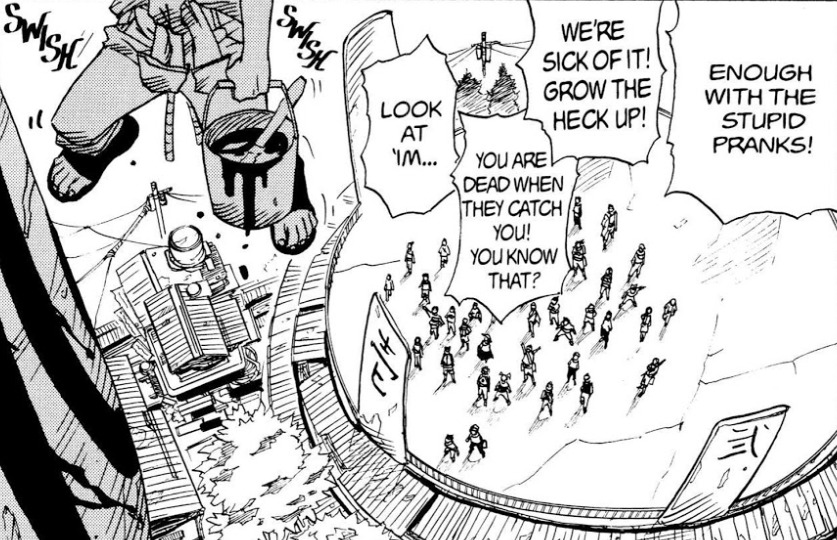 ENOUGH
WITH THE
STUPID
PRANKS!
WE'RE
SICK OF IT!
GROW THE
HECK UP!
YOU ARE
DEAD WHEN
THEY CATCH
YOU!
YOU KNOW
THAT?
LOOK
AT
'IM...
SWISH
SWISH